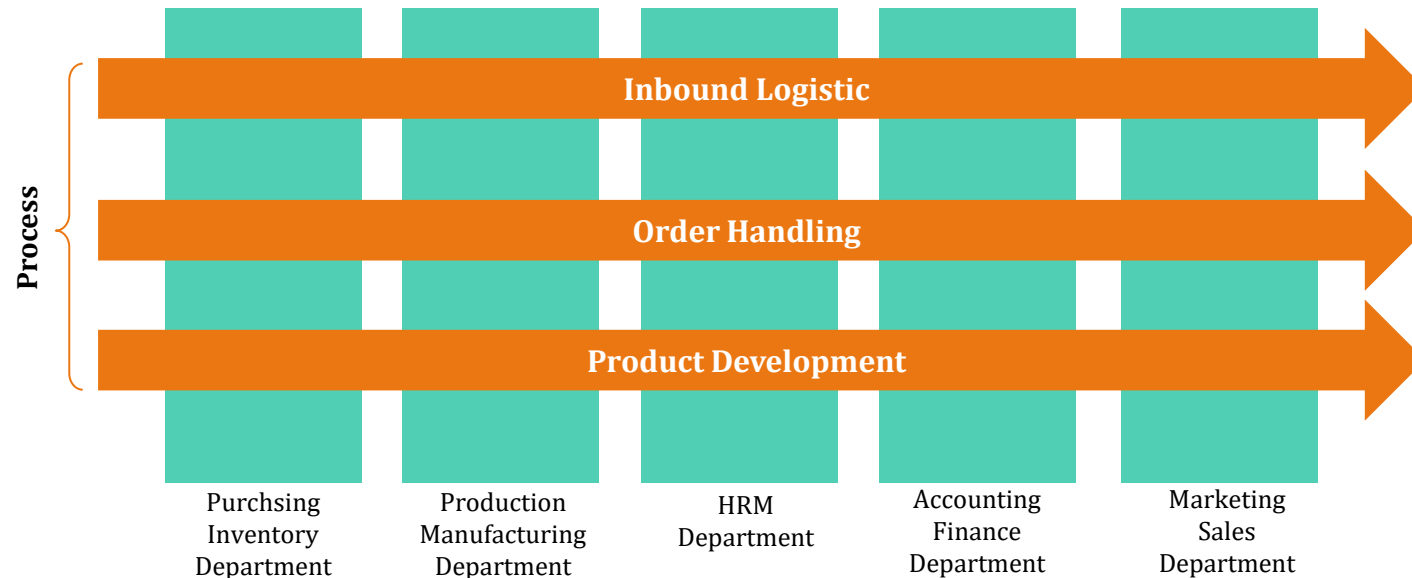 Process
Inbound Logistic
Order Handling
Product Development
Purchsing
Inventory
Department
Production
Manufacturing
Department
HRM
Department
Accounting
Finance
Department
Marketing
Sales
Department